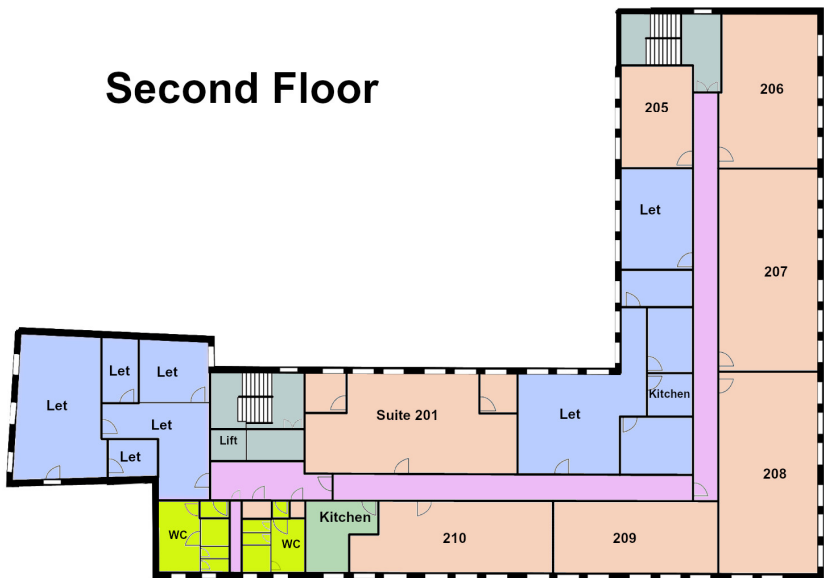 Second Floor
206
205
Let
207
Let
Let
Let
Kitchen
Let
Suite 201
Let
Let
Lift
208
Let
Kitchen
WC
WC
210
209